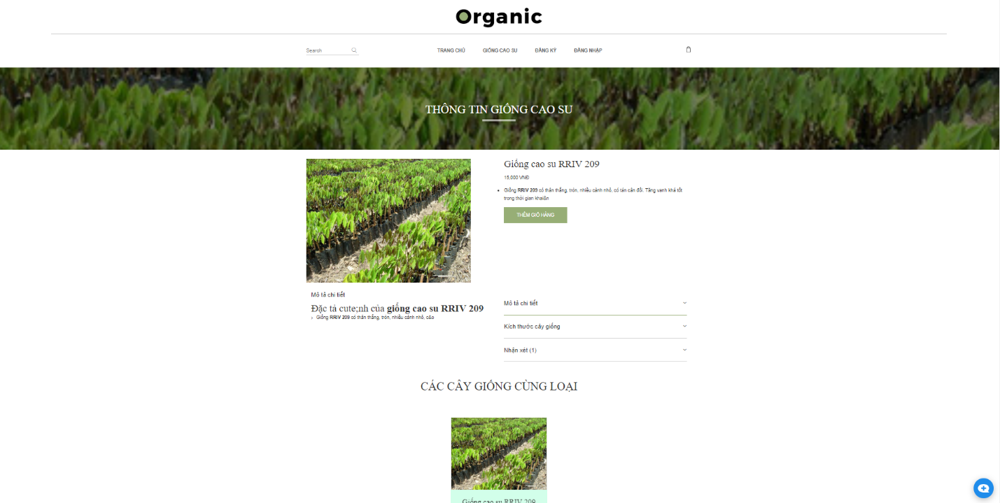 Organic
Search
TRANG CHỦ
GIỐNG CAO SU
ĐĂNG KÝ
ĐĂNG NHẬP
THÔNG TIN GIỐNG CAO SU
Giống cao su RRIV 209
15,000 VNĐ
Giống RRIV 209 có thân thẳng, tròn, nhiều cành nhỏ, có tán cân đối. Tăng vanh khá tốt
trong thời gian khai&n
THÊM GIỎ HÀNG
Mô tả chi tiết
Đặc tả cute;nh của giống cao su RRIV 209
Giống RRIV 209 có thân thẳng, tròn, nhiều cành nhỏ, c&o
Mô tả chi tiết
Kích thước cây giống
Nhận xét (1)
CÁC CÂY GIỐNG CÙNG LOẠI
Giống cao su RRIV 209